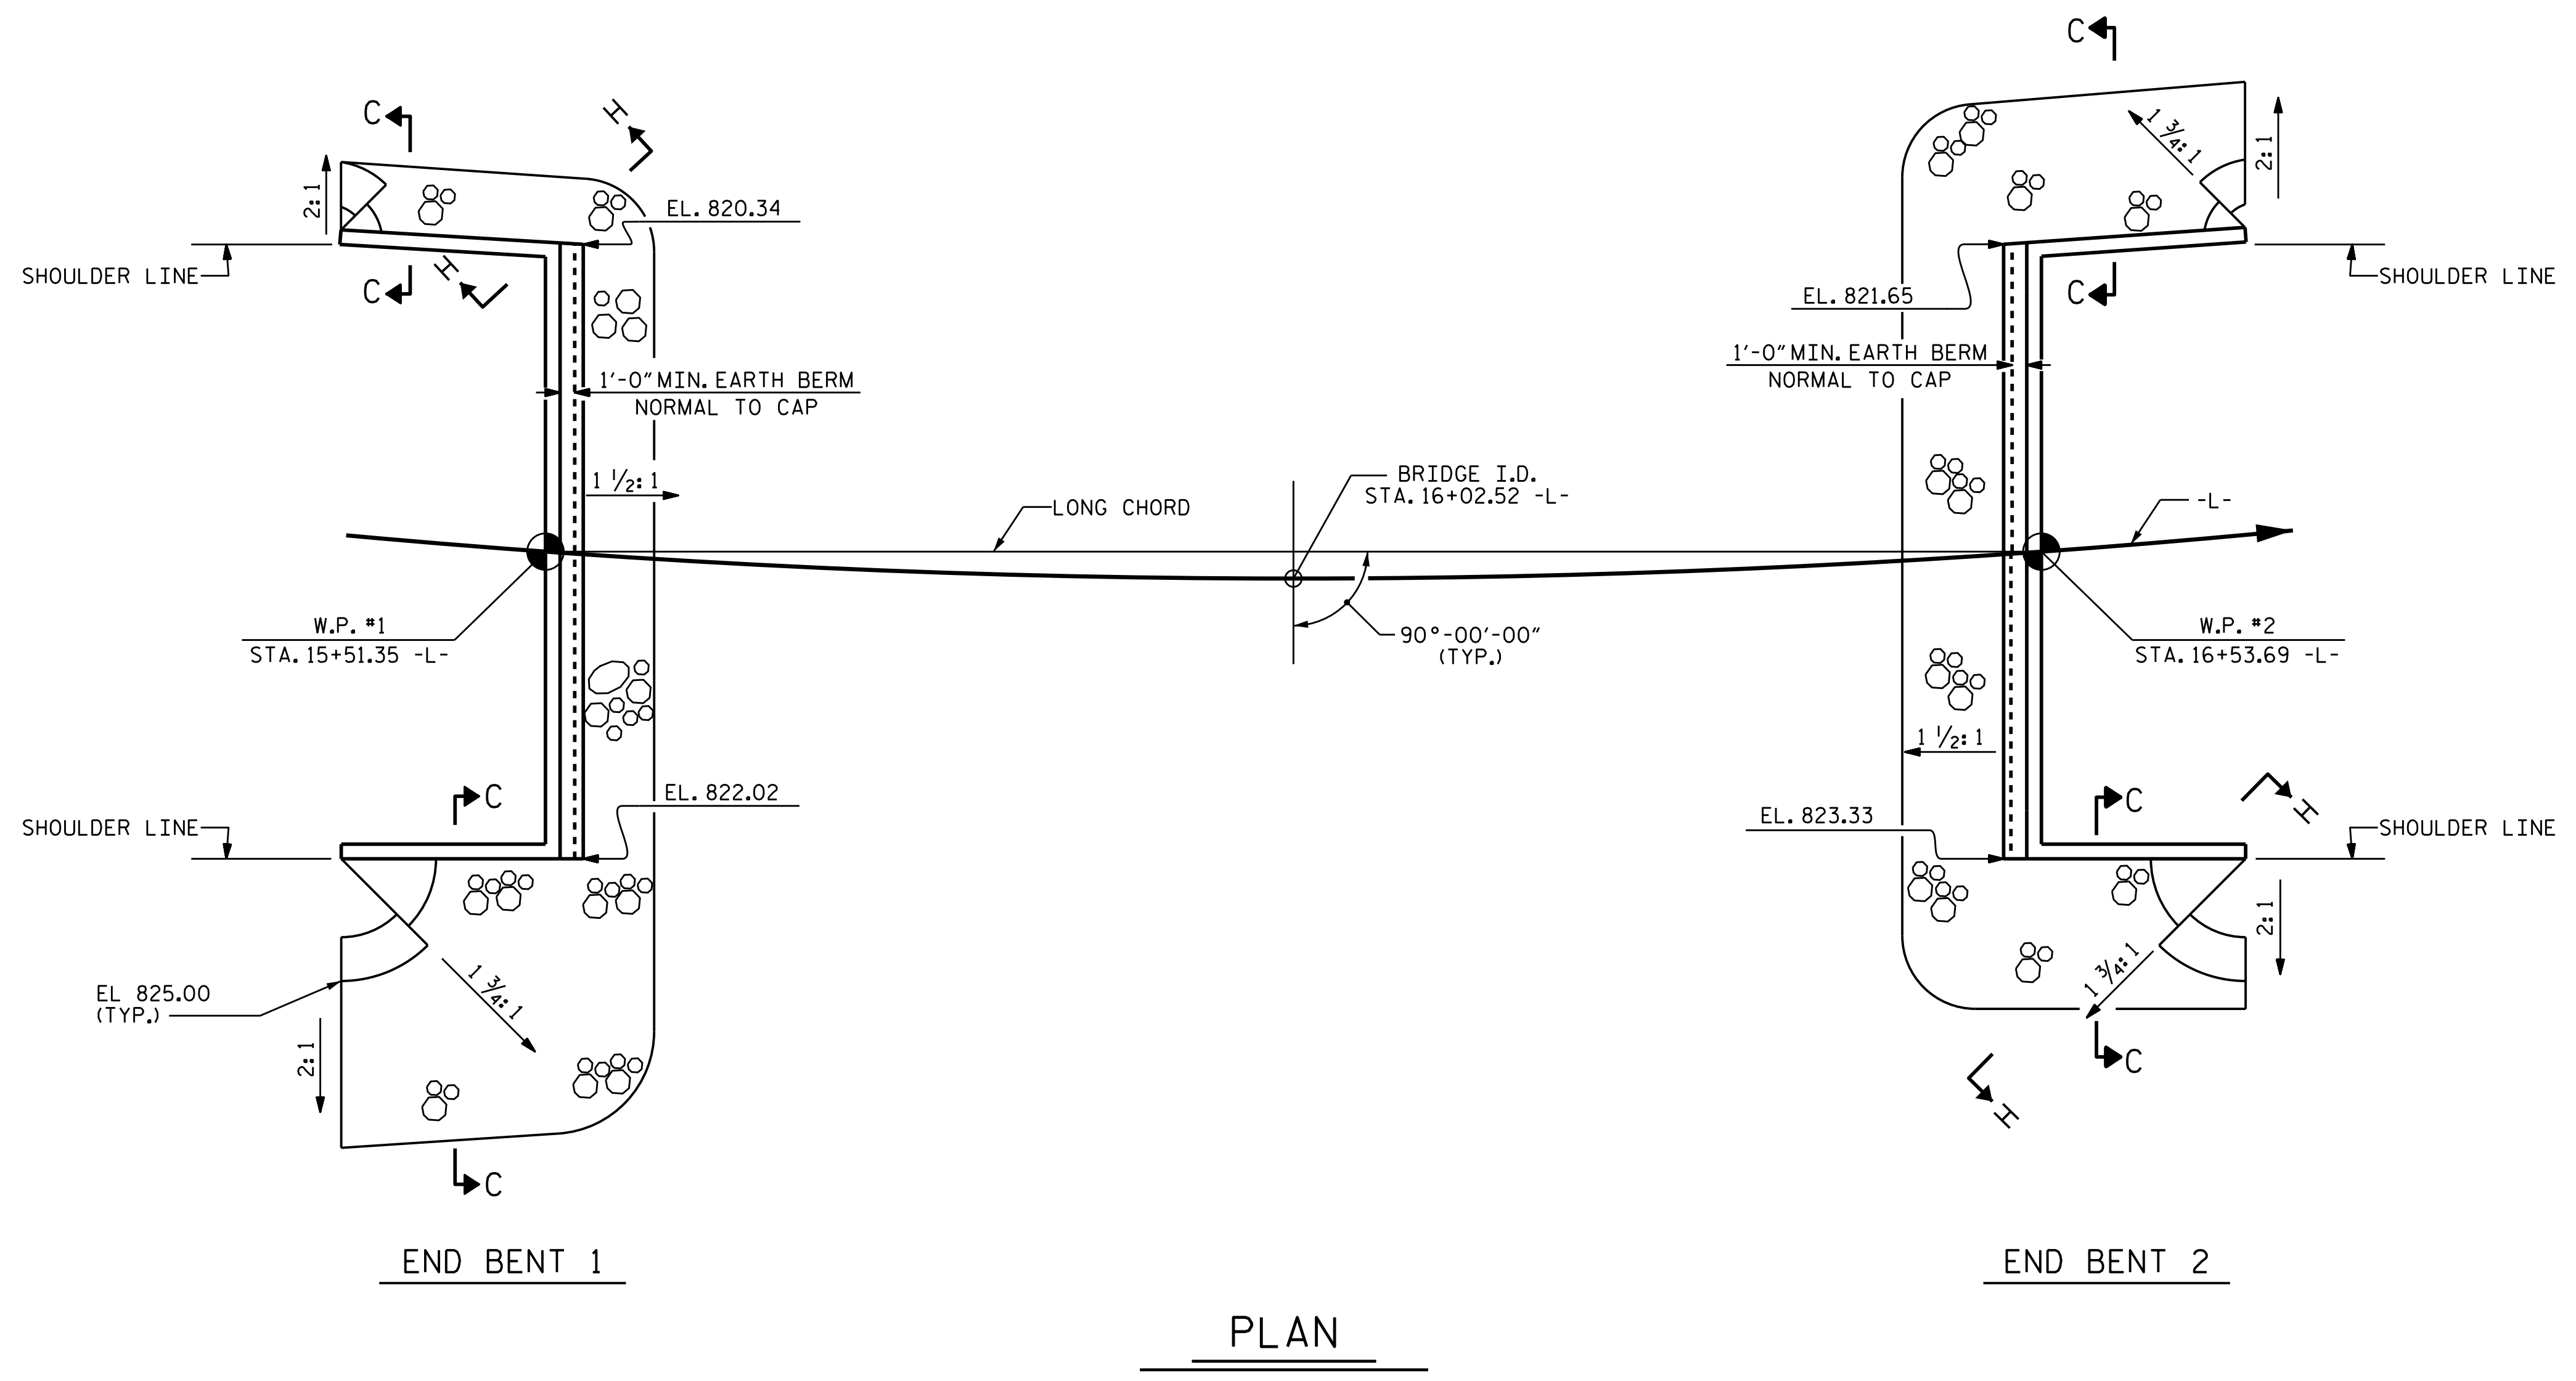 C
C
H
1 3/4:1
2:1
2:1
EL. 820.34
SHOULDER LINE
H
C
C
SHOULDER LINE
EL. 821.65
1'-0" MIN. EARTH BERM
NORMAL TO CAP
1'-0" MIN. EARTH BERM
NORMAL TO CAP
1 1/2:1
BRIDGE I.D.
STA. 16+02.52 -L-
LONG CHORD
-L-
W.P. #1
STA. 15+51.35 -L-
90°-00'-00"
(TYP.)
W.P. #2
STA. 16+53.69 -L-
1 1/2:1
C
EL. 822.02
C
H
SHOULDER LINE
EL. 823.33
SHOULDER LINE
2:1
EL 825.00
(TYP.)
1 3/4:1
1 3/4:1
2:1
C
H
C
END BENT 1
END BENT 2
PLAN